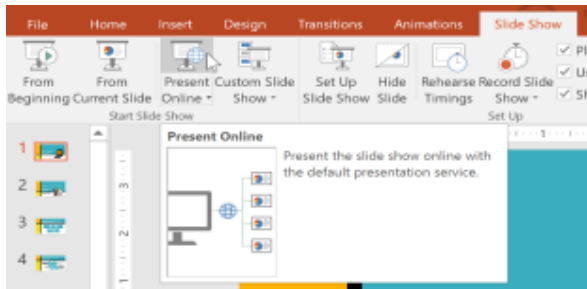 File Home Insert Design Transitions Animations Slide Show
From Beginning
From Current Slide
Present Online
Custom Slide Show
Set Up Slide Show
Hide Slide
Rehearse Timings
Record Slide Show
Start Slide Show
Set Up
Present Online
Present the slide show online with
the default presentation service.
1
2
3
4